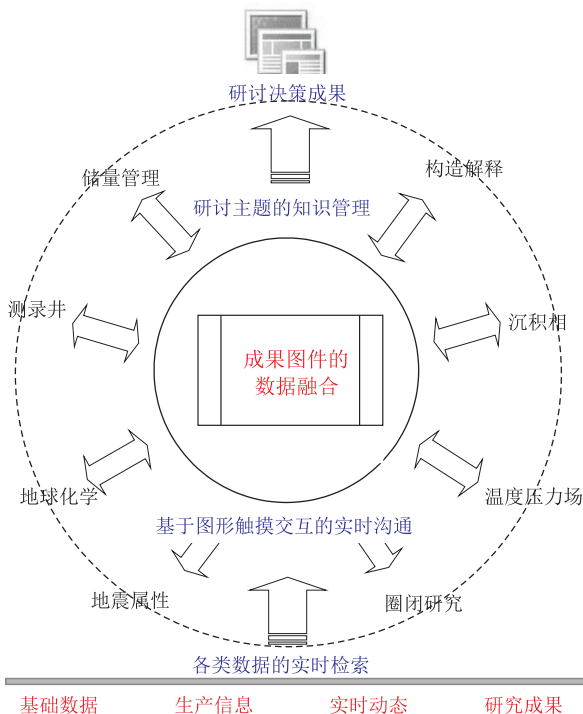 研讨决策成果
储量管理
构造解释
研讨主题的知识管理
测录井
沉积相
成果图件的
数据融合
地球化学
温度压力场
基于图形触摸交互的实时沟通
地震属性
圈闭研究
各类数据的实时检索
基础数据 生产信息 实时动态 研究成果